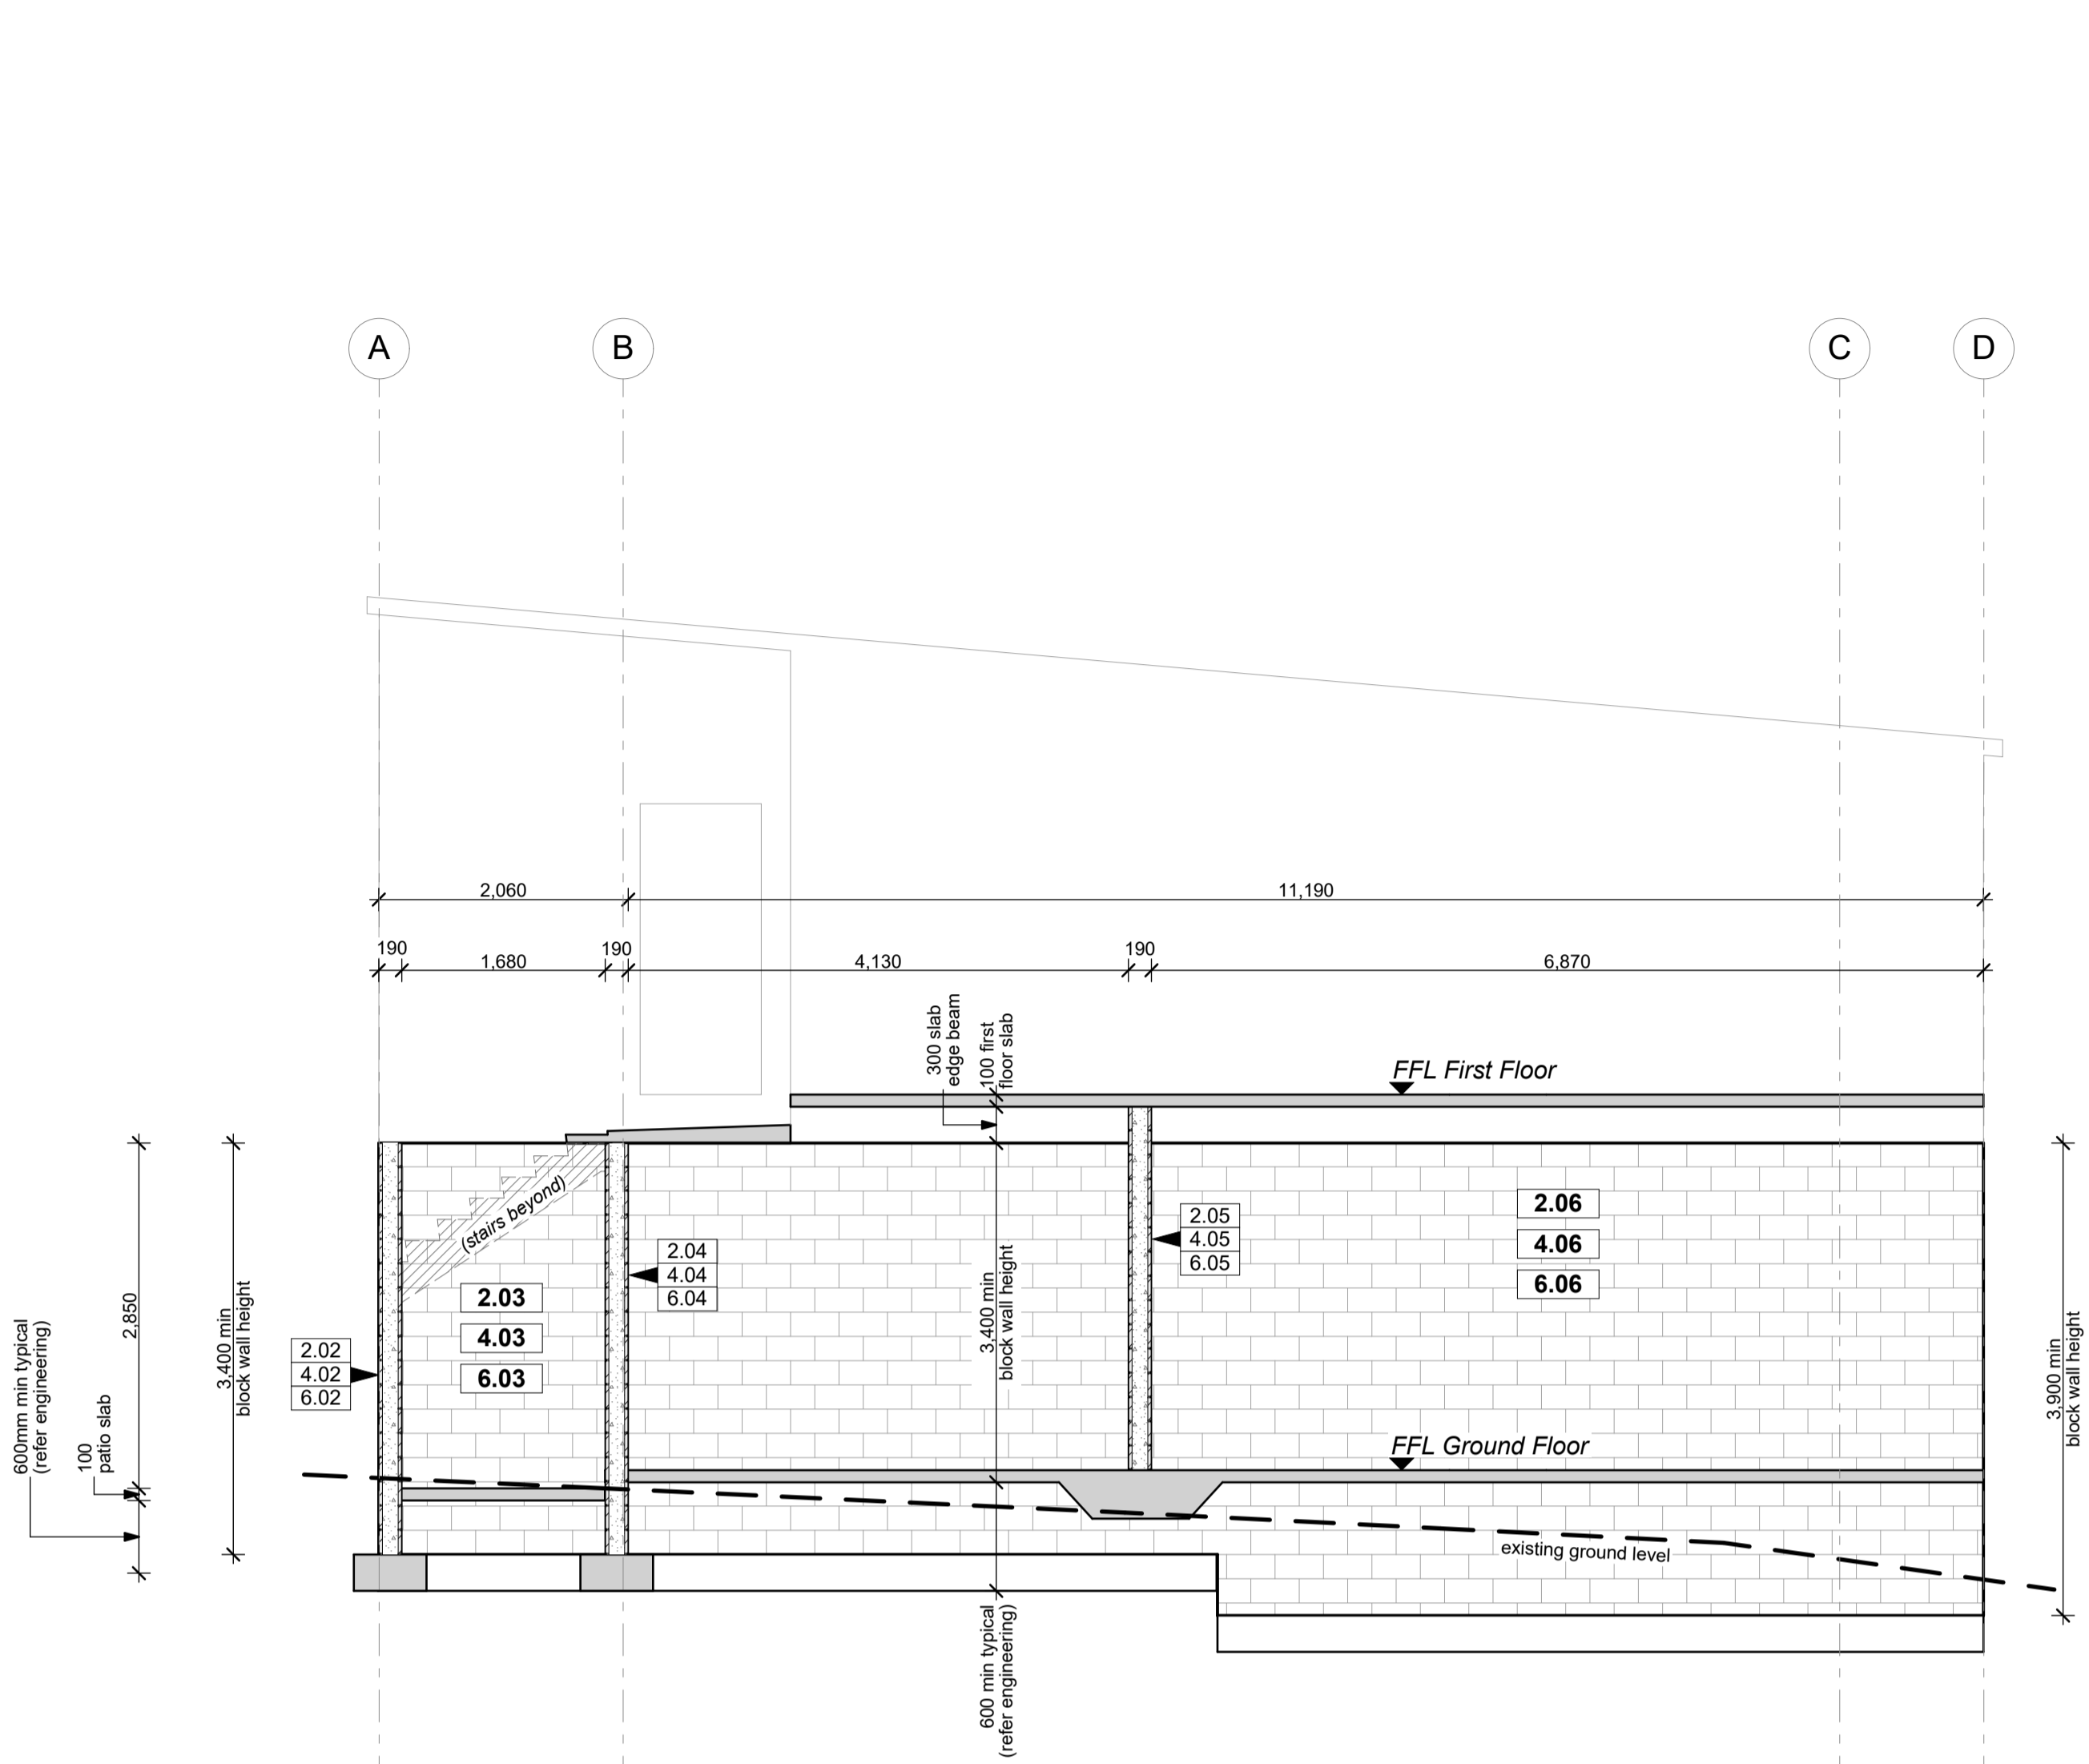 A
B
C
D
2,060
11,190
190
1,680
190
4,130
190
6,870
300 slab
edge beam
100 first
floor slab
FFL First Floor
(stairs beyond)
2.03
4.03
6.03
2.04
4.04
6.04
2.05
4.05
6.05
2.06
4.06
6.06
2.02
4.02
6.02
2,850
3,400 min
block wall height
3,400 min
block wall height
3,900 min
block wall height
600mm min typical
(refer engineering)
100
patio slab
FFL Ground Floor
existing ground level
600 min typical
(refer engineering)